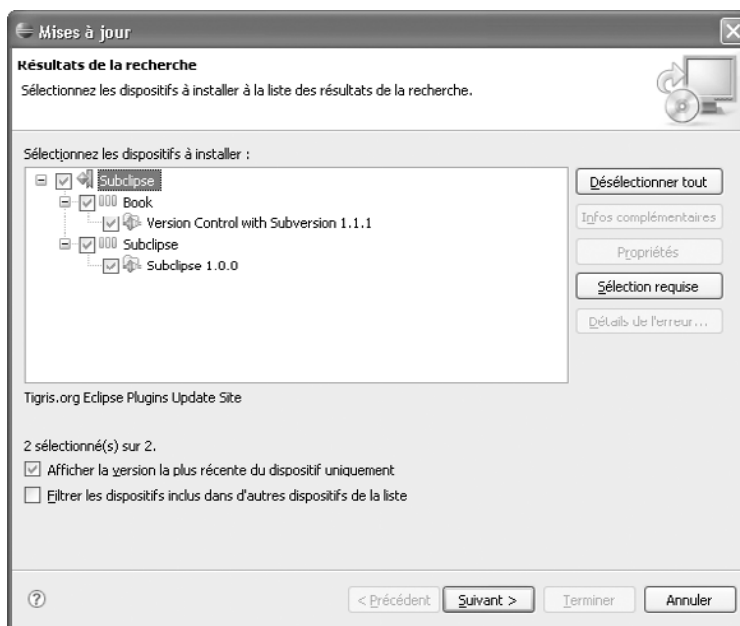 Mises à jour
Résultats de la recherche
Sélectionnez les dispositifs à installer à la liste des résultats de la recherche.
Sélectionnez les dispositifs à installer :
Subclipse
Book
Version Control with Subversion 1.1.1
Subclipse
Subclipse 1.0.0
Désélectionner tout
Infos complémentaires
Propriétés
Sélection requise
Détails de l'erreur...
Tigris.org Eclipse Plugins Update Site
2 sélectionné(s) sur 2.
Afficher la version la plus récente du dispositif uniquement
Filtrer les dispositifs inclus dans d'autres dispositifs de la liste
? < Précédent Suivant > Terminer Annuler